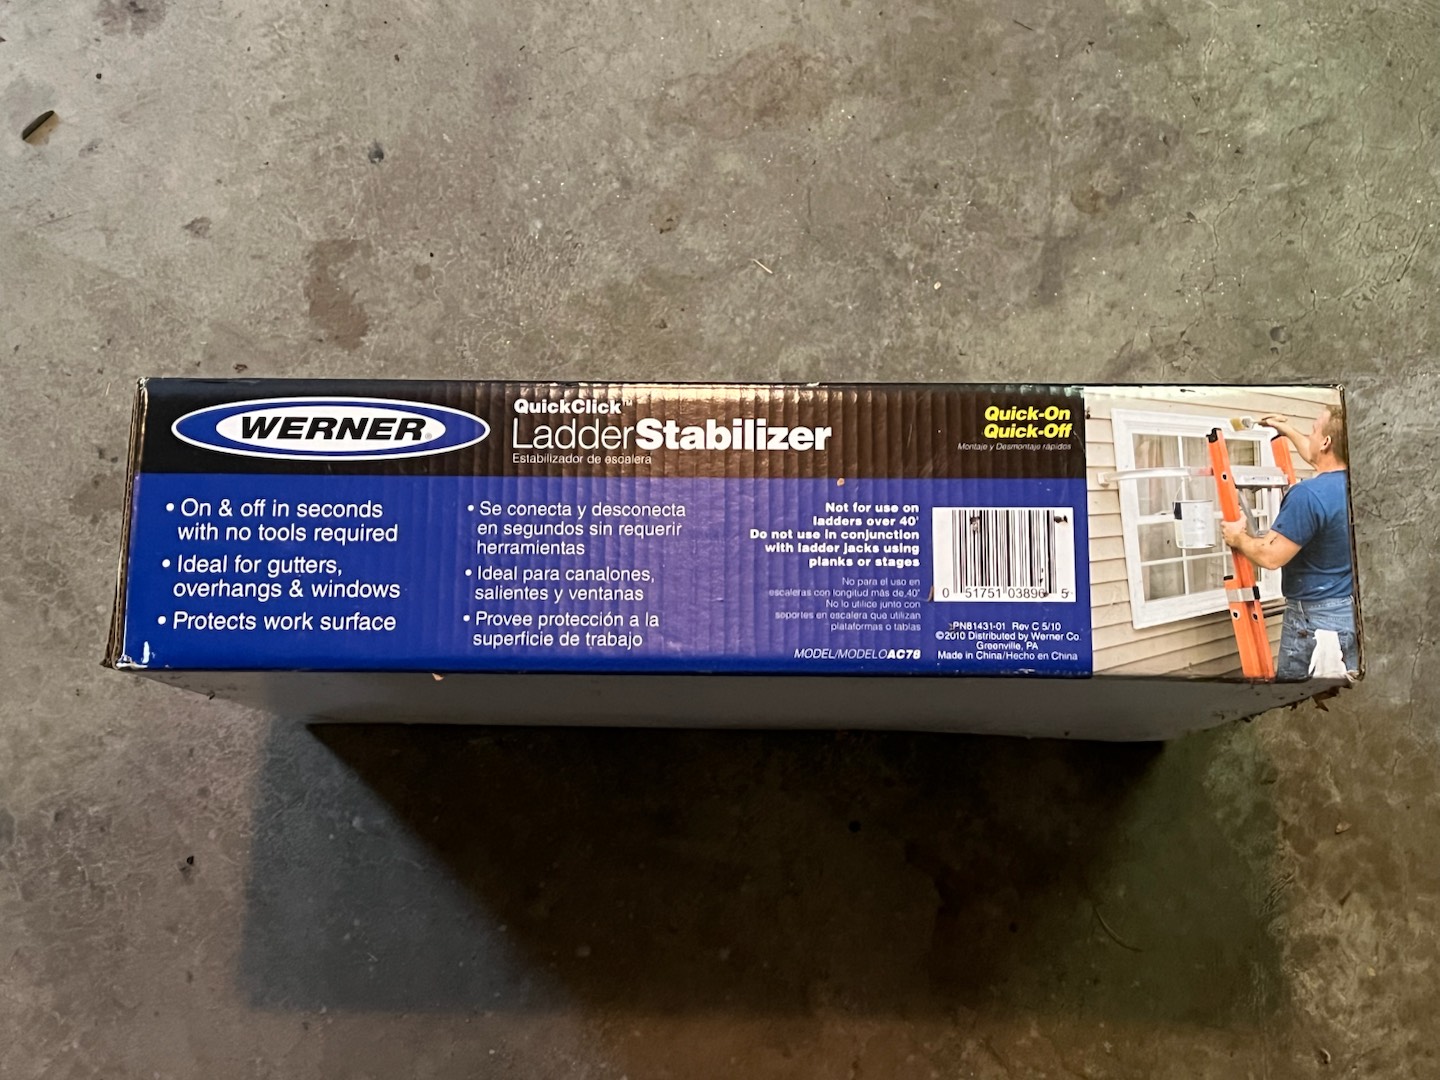 WERNER®
QuickClick™
LadderStabilizer
Estabilizador de escalera
Quick-On
Quick-Off
Montaje y Desmontaje rápidos
• On & off in seconds
with no tools required
• Ideal for gutters,
overhangs & windows
• Protects work surface
• Se conecta y desconecta
en segundos sin requerir
herramientas
• Ideal para canalones,
salientes y ventanas
• Provee protección a la
superficie de trabajo
Not for use on
ladders over 40'
Do not use in conjunction
with ladder jacks using
planks or stages
No para el uso en
escaleras con longitud más de 40'
No lo utilice junto con
soportes en escalera que utilizan
plataformas o tablas
MODEL/MODELO AC78
0 51751 03896 5
PN81431-01 Rev C 5/10
©2010 Distributed by Werner Co.
Greenville, PA
Made in China/Hecho en China